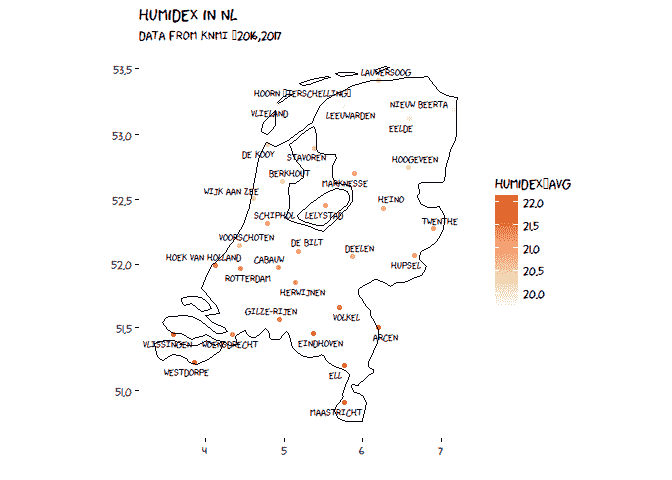 HUMIDEX IN NL
DATA FROM KNMI 2016,2017
53,5
LAUWERSOOG
HOORN TERSCHELLING
NIEUW BEERTA
VLIELAND
LEEUWARDEN
EELDE
53,0
DE KOOY
STAVOREN
HOOGEVEEN
BERKHOUT
MARKNESSE
HUMIDEX AVG
WIJK AAN ZEE
HEINO
52,5
22,0
SCHIPHOL
LELYSTAD
TWENTHE
21,5
VOORSCHOTEN
DE BILT
21,0
HOEK VAN HOLLAND
CABAUW
DEELEN
HUPSEL
52,0
20,5
ROTTERDAM
HERWIJNEN
20,0
GILZE-RIJEN
VOLKEL
51,5
VLISSINGEN
WOENSDRECHT
EINDHOVEN
ARCEN
WESTDORPE
ELL
51,0
MAASTRICHT
4
5
6
7